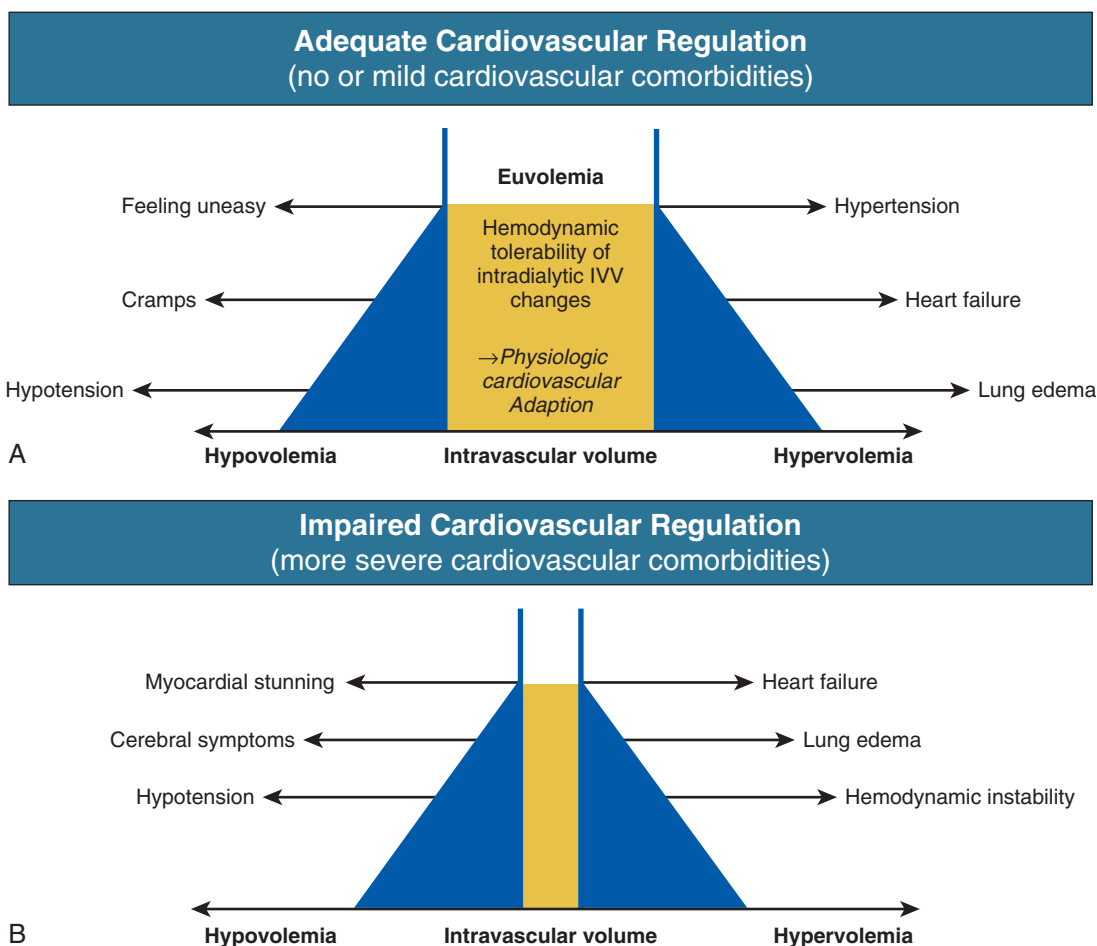 Adequate Cardiovascular Regulation
(no or mild cardiovascular comorbidities)
Euvolemia
Feeling uneasy
Hypertension
Hemodynamic
tolerability of
intradialytic IVV
changes
Cramps
Heart failure
→Physiologic
cardiovascular
Adaption
Hypotension
Lung edema
A
Hypovolemia
Intravascular volume
Hypervolemia
Impaired Cardiovascular Regulation
(more severe cardiovascular comorbidities)
Myocardial stunning
Heart failure
Cerebral symptoms
Lung edema
Hypotension
Hemodynamic instability
B
Hypovolemia
Intravascular volume
Hypervolemia